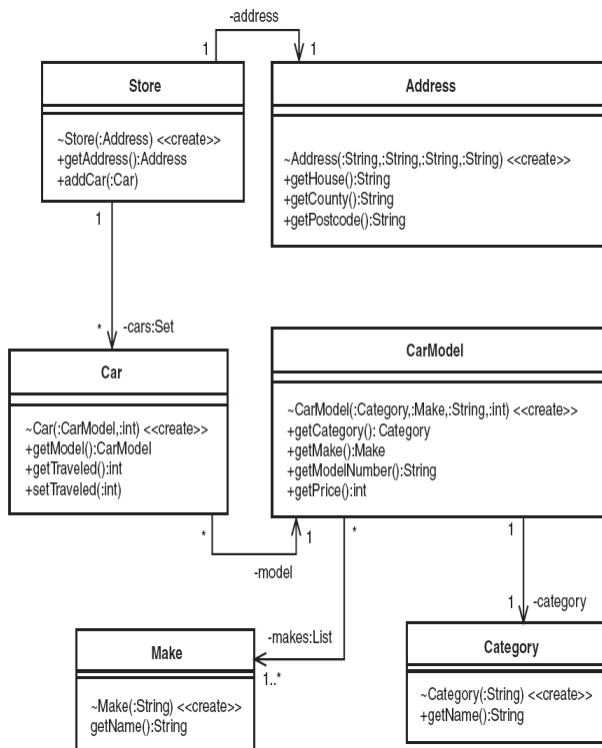 -address
1
1
Store
Address
~Store(:Address) <<create>>
+getAddress():Address
+addCar(:Car)
~Address(:String,:String,:String,:String) <<create>>
+getHouse():String
+getCounty():String
+getPostcode():String
1
*
-cars:Set
Car
~Car(:CarModel,:int) <<create>>
+getModel():CarModel
+getTraveled():int
+setTraveled(:int)
CarModel
~CarModel(:Category,:Make,:String,:int) <<create>>
+getCategory(): Category
+getMake():Make
+getModelNumber():String
+getPrice():int
*
1
-model
*
1
-makes:List
1..*
1
-category
Make
~Make(:String) <<create>>
getName():String
Category
~Category(:String) <<create>>
+getName():String